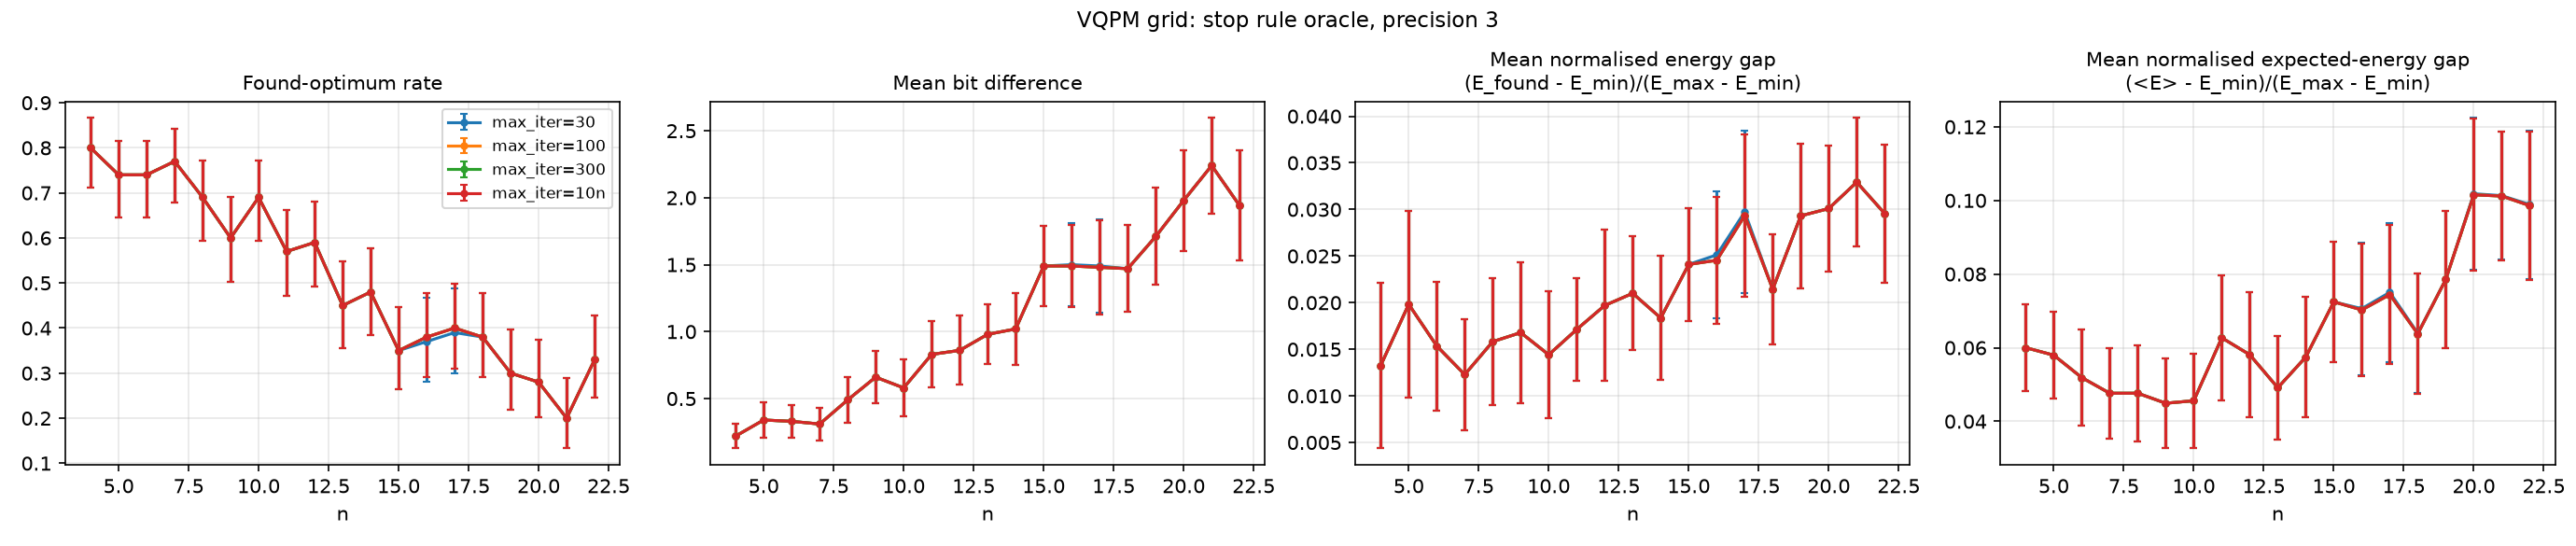 VQPM grid: stop rule oracle, precision 3
Found-optimum rate
0.9
0.8
0.7
0.6
0.5
0.4
0.3
0.2
0.1
max_iter=30
max_iter=100
max_iter=300
max_iter=10n
5.0 7.5 10.0 12.5 15.0 17.5 20.0 22.5
n
Mean bit difference
2.5
2.0
1.5
1.0
0.5
5.0 7.5 10.0 12.5 15.0 17.5 20.0 22.5
n
Mean normalised energy gap
(E_found - E_min)/(E_max - E_min)
0.040
0.035
0.030
0.025
0.020
0.015
0.010
0.005
5.0 7.5 10.0 12.5 15.0 17.5 20.0 22.5
n
Mean normalised expected-energy gap
(<E> - E_min)/(E_max - E_min)
0.12
0.10
0.08
0.06
0.04
5.0 7.5 10.0 12.5 15.0 17.5 20.0 22.5
n